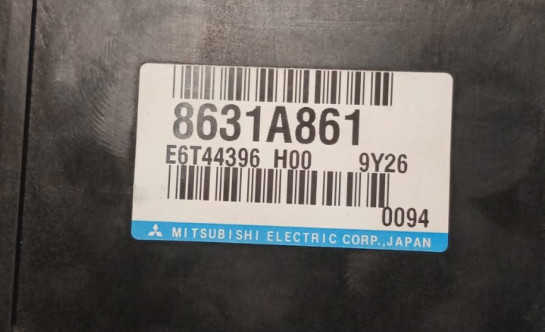 8631A861
E6T44396 H00 9Y26
0094
MITSUBISHI ELECTRIC CORP., JAPAN